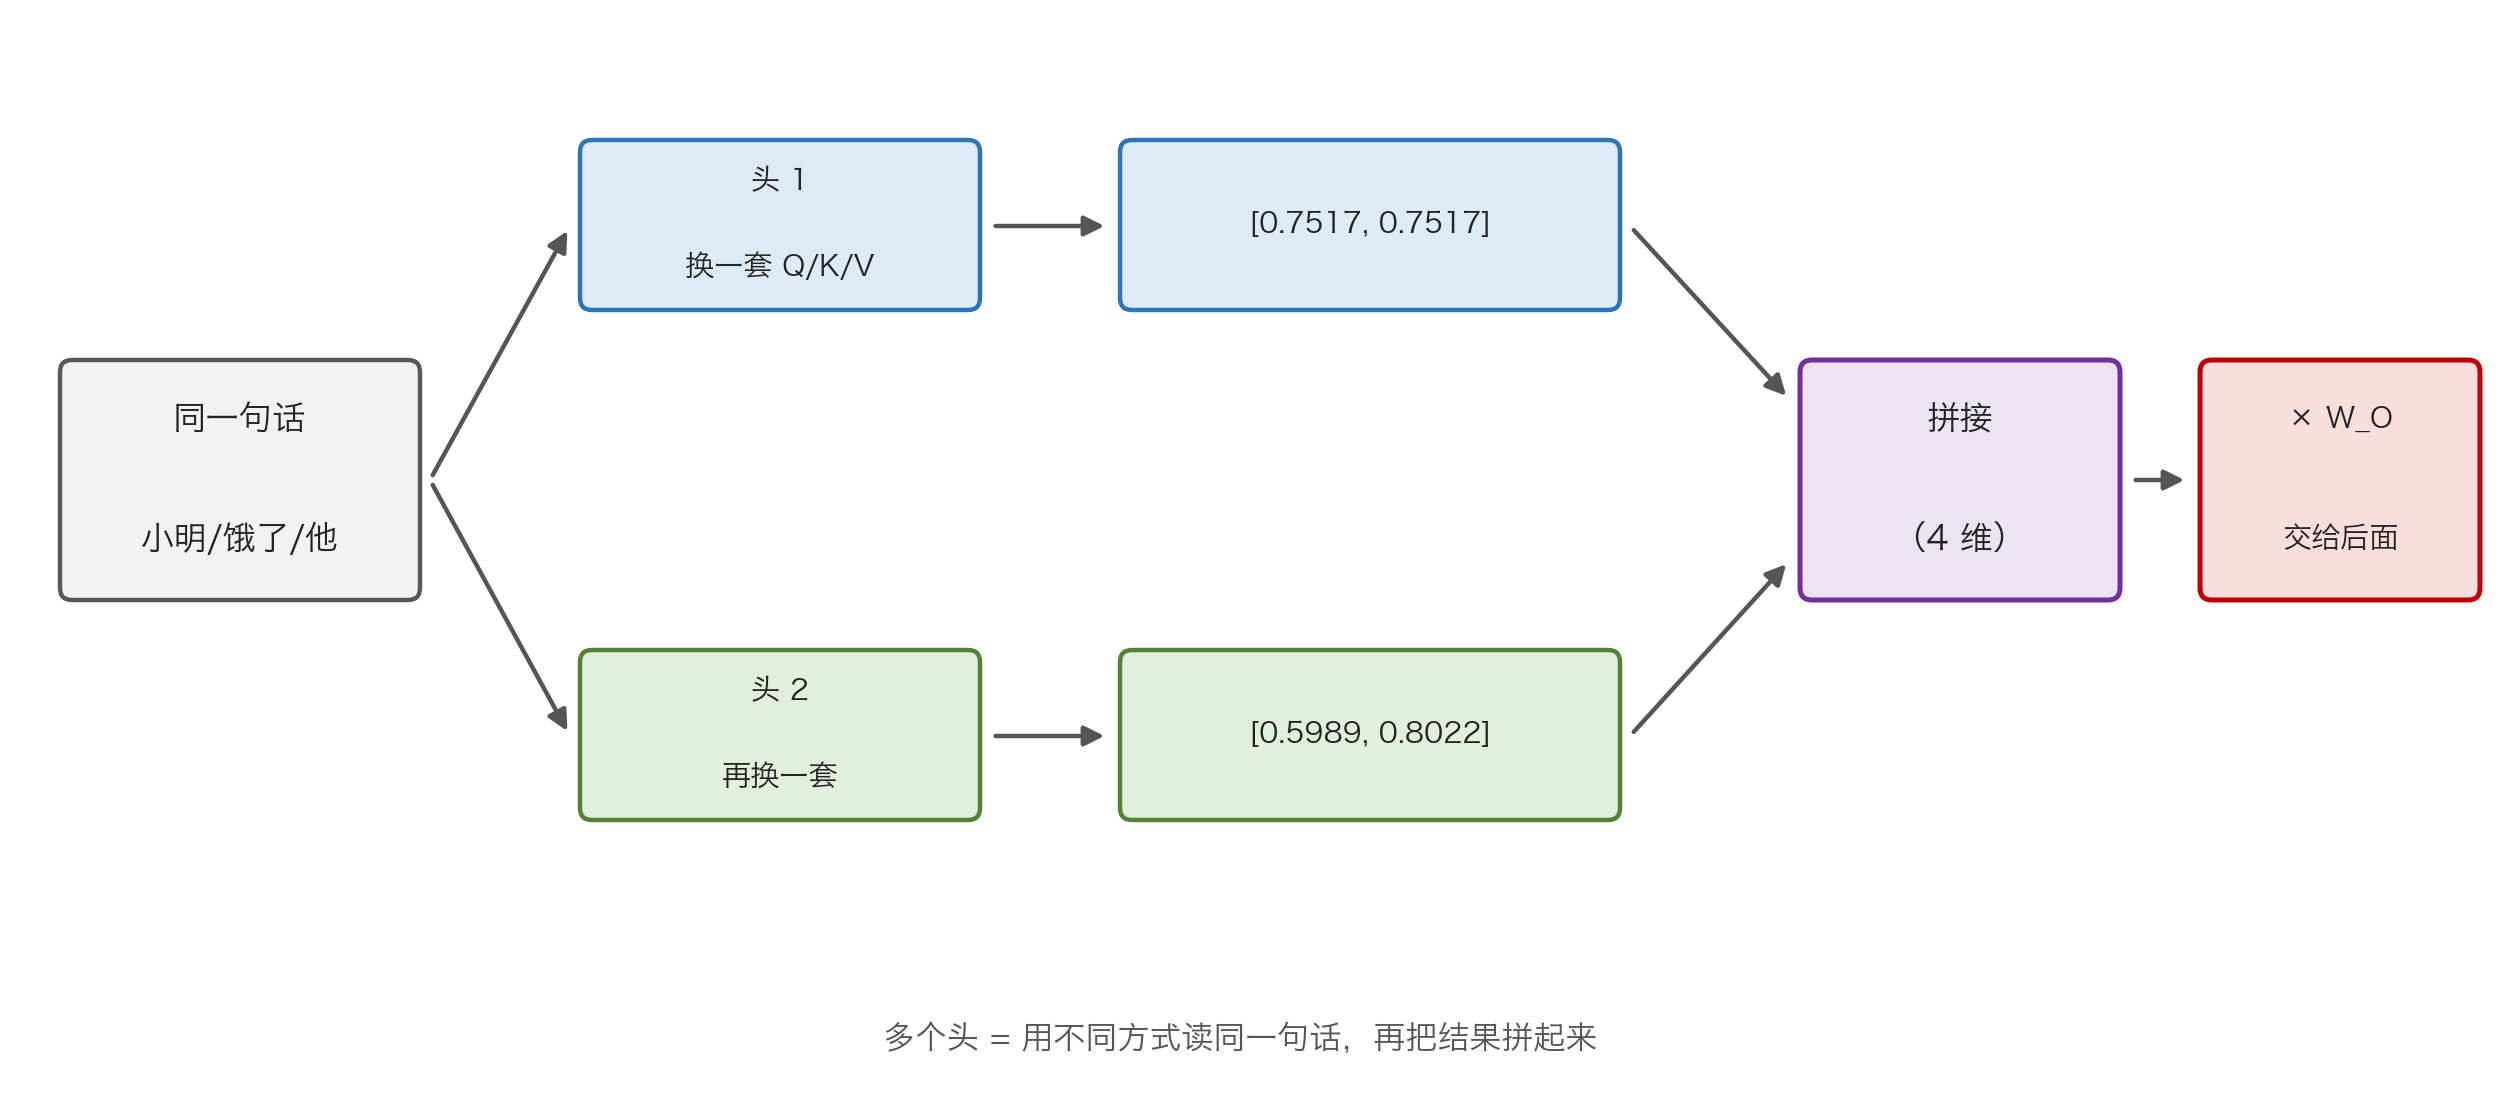 同一句话
小明/饿了/他
头 1
换一套 Q/K/V
[0.7517, 0.7517]
头 2
再换一套
[0.5989, 0.8022]
拼接
（4 维）
× W_O
交给后面
多个头 = 用不同方式读同一句话，再把结果拼起来